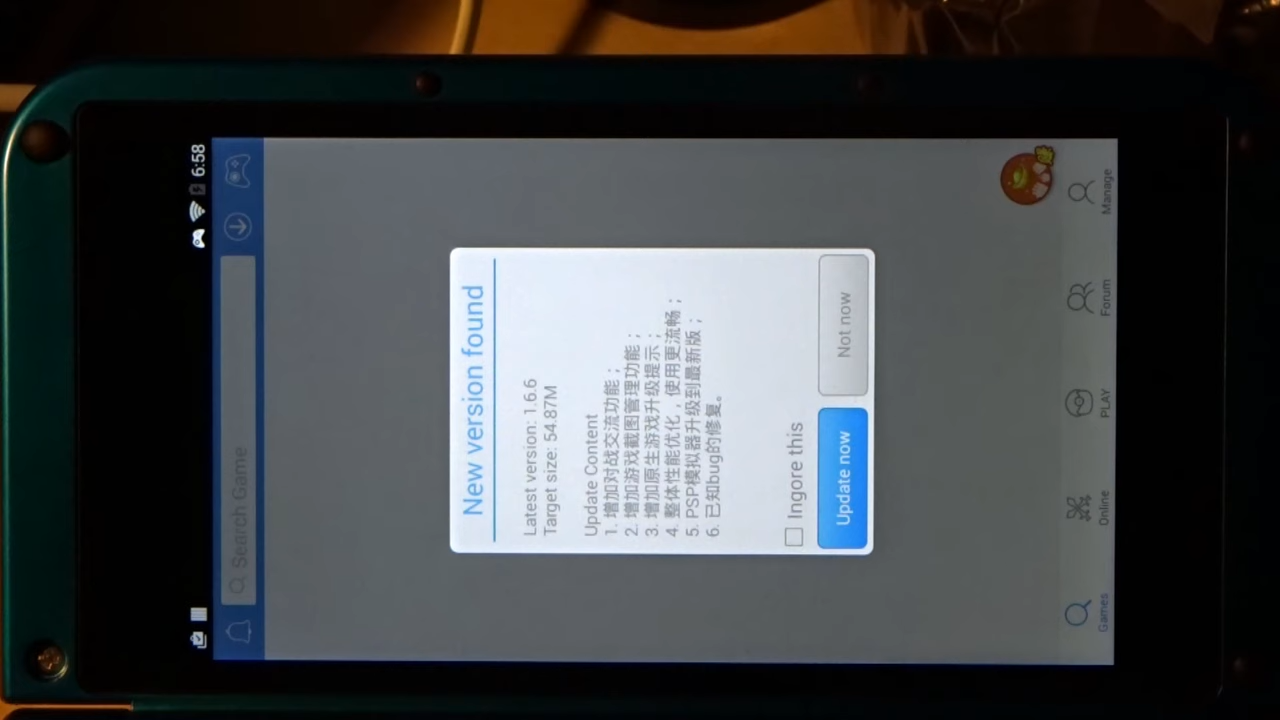 6:58
Search Game
New version found
Latest version: 1.6.6
Target size: 54.87M
Update Content
1. 增加对战交流功能；
2. 增加游戏截图管理功能；
3. 增加原生游戏升级提示；
4. 整体性能优化，使用更流畅；
5. PSP模拟器升级到最新版；
6. 已知bug的修复。
Ingore this
Update now
Not now
Games
Online
PLAY
Forum
Manage